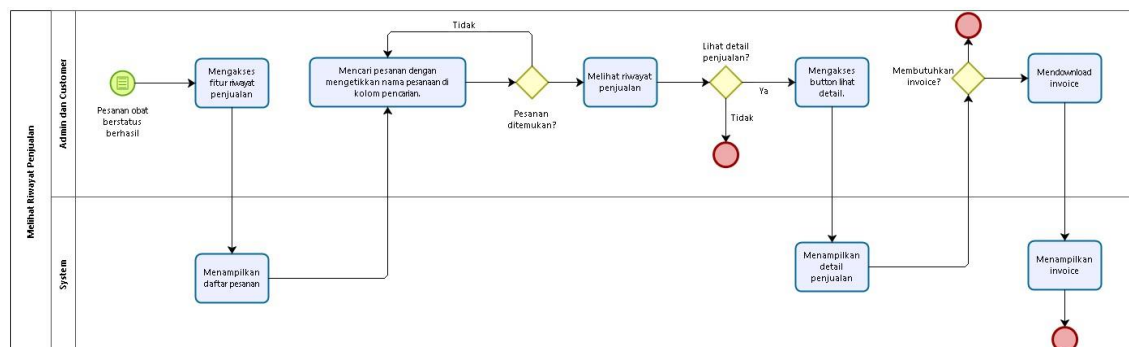 Melihat Riwayat Penjualan
Admin dan Customer
Pesanan obat
berstatus
berhasil
Mengakses
fitur riwayat
penjualan
Tidak
Mencari pesanan dengan
mengetikkan nama pesanaan di
kolom pencarian.
Pesanan
ditemukan?
Melihat riwayat
penjualan
Lihat detail
penjualan?
Ya
Tidak
Mengakses
button lihat
detail.
Membutuhkan
invoice?
Mendownload
invoice
System
Menampilkan
daftar pesanan
Menampilkan
detail
penjualan
Menampilkan
invoice